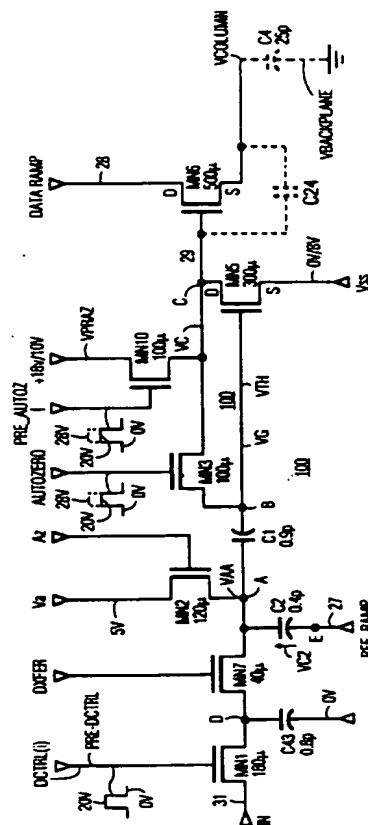 DCTRL(i)
PRE-DCTRL
20V
0V
31
IN
MN1
180µ
D
C43
0.8p
0V
DXFER
MN7
40µ
Va
5V
Az
MN2
120µ
VAA
A
C2
0.4p
VC2
E
27
REF_RAMP
C1
0.9p
B
AUTOZERO
28V
20V
0V
MN3
100µ
PRE_AUTOZ
28V
20V
0V
+18V/10V
VPRAZ
MN10
100µ
VC
C
VG
VTH
100
100
29
MN5
300µ
D
S
0V/8V
Vss
DATA RAMP
28
D
MN6
500µ
S
C24
VCOLUMN
C4
25p
VBACKPLANE